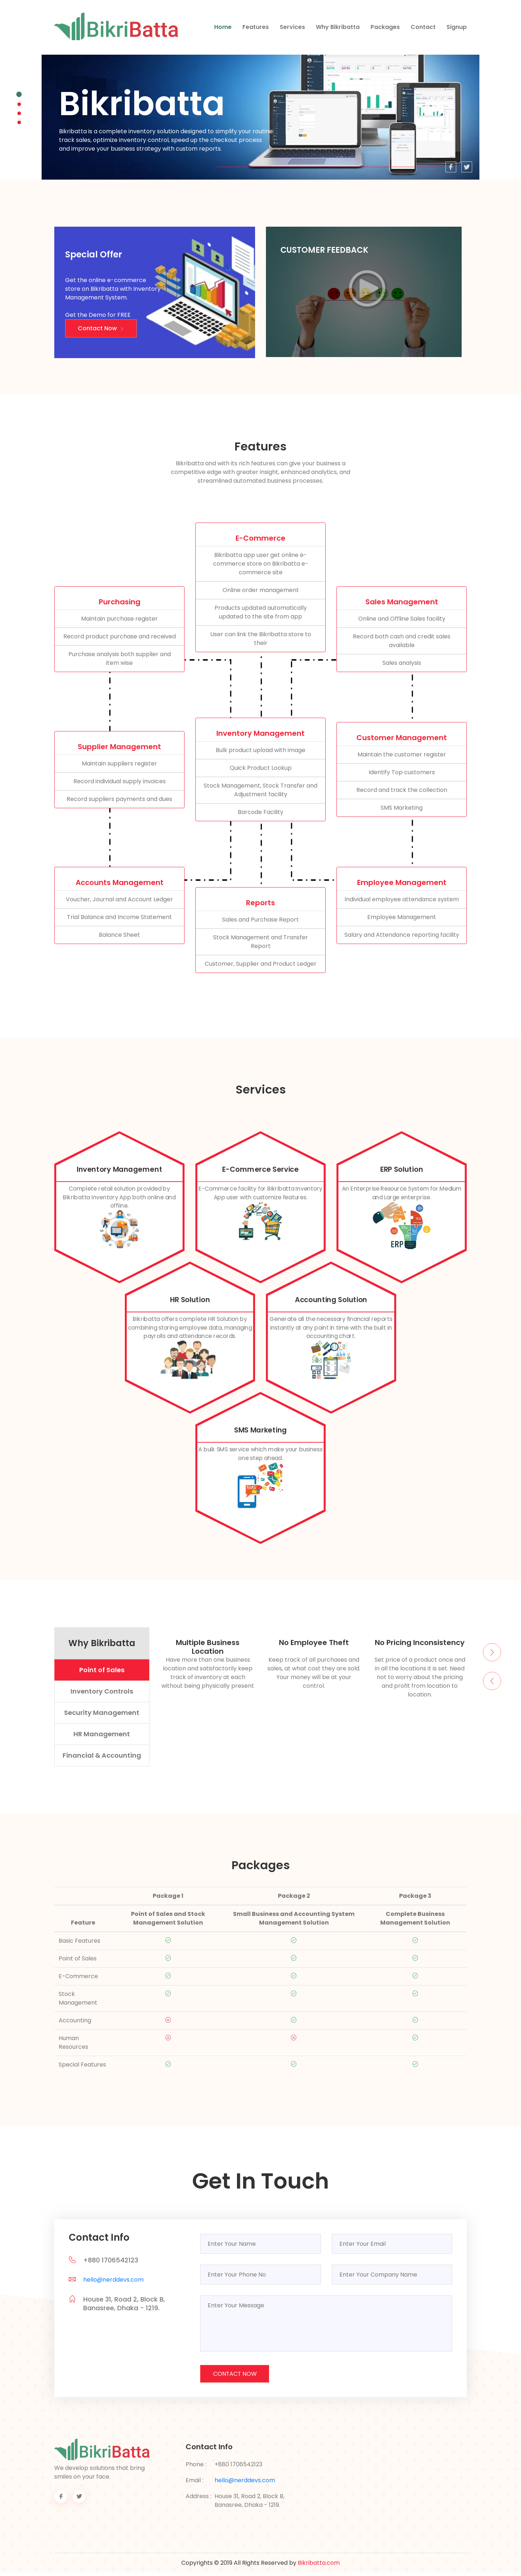 BikriBatta
Home
Features
Services
Why Bikribatta
Packages
Contact
Signup
Bikribatta
Bikribatta is a complete inventory solution designed to simplify your routine:
track sales, optimize inventory control, speed up the checkout process
and improve your business strategy with custom reports.
Special Offer
Get the online e-commerce
store on Bikribatta with Inventory
Management System.
Get the Demo for FREE
Contact Now
CUSTOMER FEEDBACK
Features
Bikribatta and with its rich features can give your business a
competitive edge with greater insight, enhanced analytics, and
streamlined automated business processes.
E-Commerce
Bikribatta app user get online e-
commerce store on Bikribatta e-
commerce site
Online order management
Products updated automatically
updated to the site from app
User can link the Bikribatta store to
their
Purchasing
Maintain purchase register
Record product purchase and received
Purchase analysis both supplier and
item wise
Sales Management
Online and Offline Sales facility
Record both cash and credit sales
available
Sales analysis
Supplier Management
Maintain suppliers register
Record individual supply invoices
Record suppliers payments and dues
Inventory Management
Bulk product upload with image
Quick Product Lookup
Stock Management, Stock Transfer and
Adjustment facility
Barcode Facility
Customer Management
Maintain the customer register
Identify Top customers
Record and track the collection
SMS Marketing
Accounts Management
Voucher, Journal and Account Ledger
Trial Balance and Income Statement
Balance Sheet
Reports
Sales and Purchase Report
Stock Management and Transfer
Report
Customer, Supplier and Product Ledger
Employee Management
Individual employee attendance system
Employee Management
Salary and Attendance reporting facility
Services
Inventory Management
Complete retail solution provided by
Bikribatta Inventory App both online and
offline.
E-Commerce Service
E-Commerce facility for Bikribatta Inventory
App user with customize features.
ERP Solution
An Enterprise Resource System for Medium
and Large enterprise.
ERP
HR Solution
Bikribatta offers complete HR Solution by
combining storing employee data, managing
payrolls and attendance records.
Accounting Solution
Generate all the necessary financial reports
instantly at any point in time with the built in
accounting chart.
SMS Marketing
A bulk SMS service which make your business
one step ahead.
Why Bikribatta
Point of Sales
Inventory Controls
Security Management
HR Management
Financial & Accounting
Multiple Business
Location
Have more than one business
location and satisfactorily keep
track of inventory at each
without being physically present
No Employee Theft
Keep track of all purchases and
sales, at what cost they are sold.
Your money will be at your
control.
No Pricing Inconsistency
Set price of a product once and
in all the locations it is set. Need
not to worry about the pricing
and profit from location to
location.
Packages
Package 1
Package 2
Package 3
Feature
Point of Sales and Stock
Management Solution
Small Business and Accounting System
Management Solution
Complete Business
Management Solution
Basic Features
Point of Sales
E-Commerce
Stock
Management
Accounting
Human
Resources
Special Features
Get In Touch
Contact Info
+880 1706542123
hello@nerddevs.com
House 31, Road 2, Block B,
Banasree, Dhaka - 1219.
Enter Your Name
Enter Your Email
Enter Your Phone No
Enter Your Company Name
Enter Your Message
CONTACT NOW
BikriBatta
We develop solutions that bring
smiles on your face.
Contact Info
Phone : +880 1706542123
Email : hello@nerddevs.com
Address : House 31, Road 2, Block B,
Banasree, Dhaka - 1219.
Copyrights © 2019 All Rights Reserved by Bikribatta.com